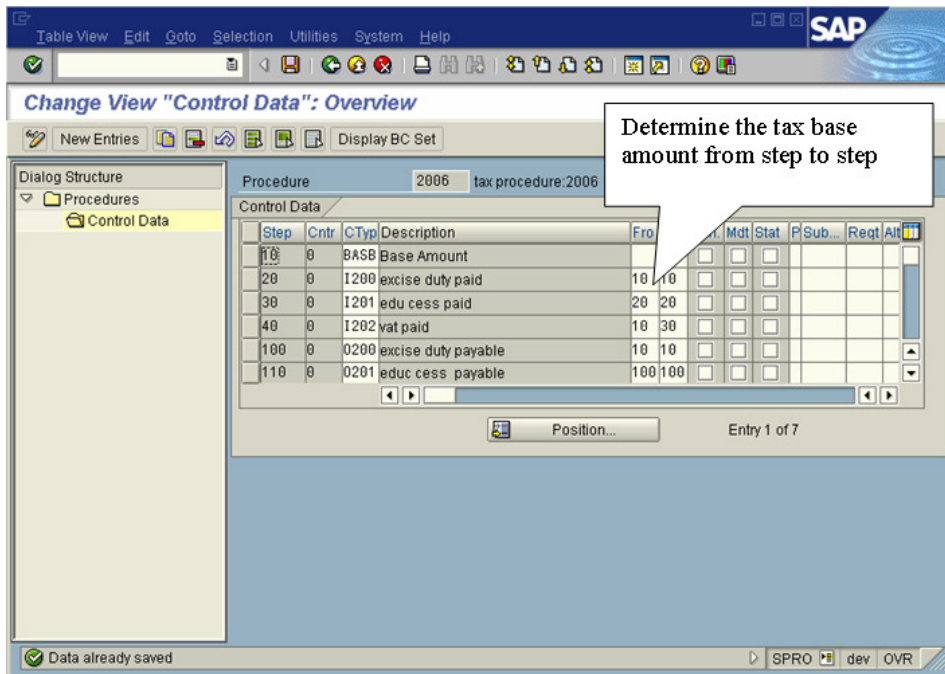 Table View Edit Goto Selection Utilities System Help
SAP
Change View "Control Data": Overview
New Entries Display BC Set
Determine the tax base
amount from step to step
Dialog Structure
Procedures
Control Data
Procedure 2006 tax procedure:2006
Control Data
Step Cntr CTyp Description Fro Mdt Stat P Sub... Reqt Alt
10 0 BASB Base Amount
20 0 I200 excise duty paid 10 10
30 0 I201 edu cess paid 20 20
40 0 I202 vat paid 10 30
100 0 O200 excise duty payable 10 10
110 0 O201 educ cess payable 100 100
Position... Entry 1 of 7
Data already saved
SPRO dev OVR